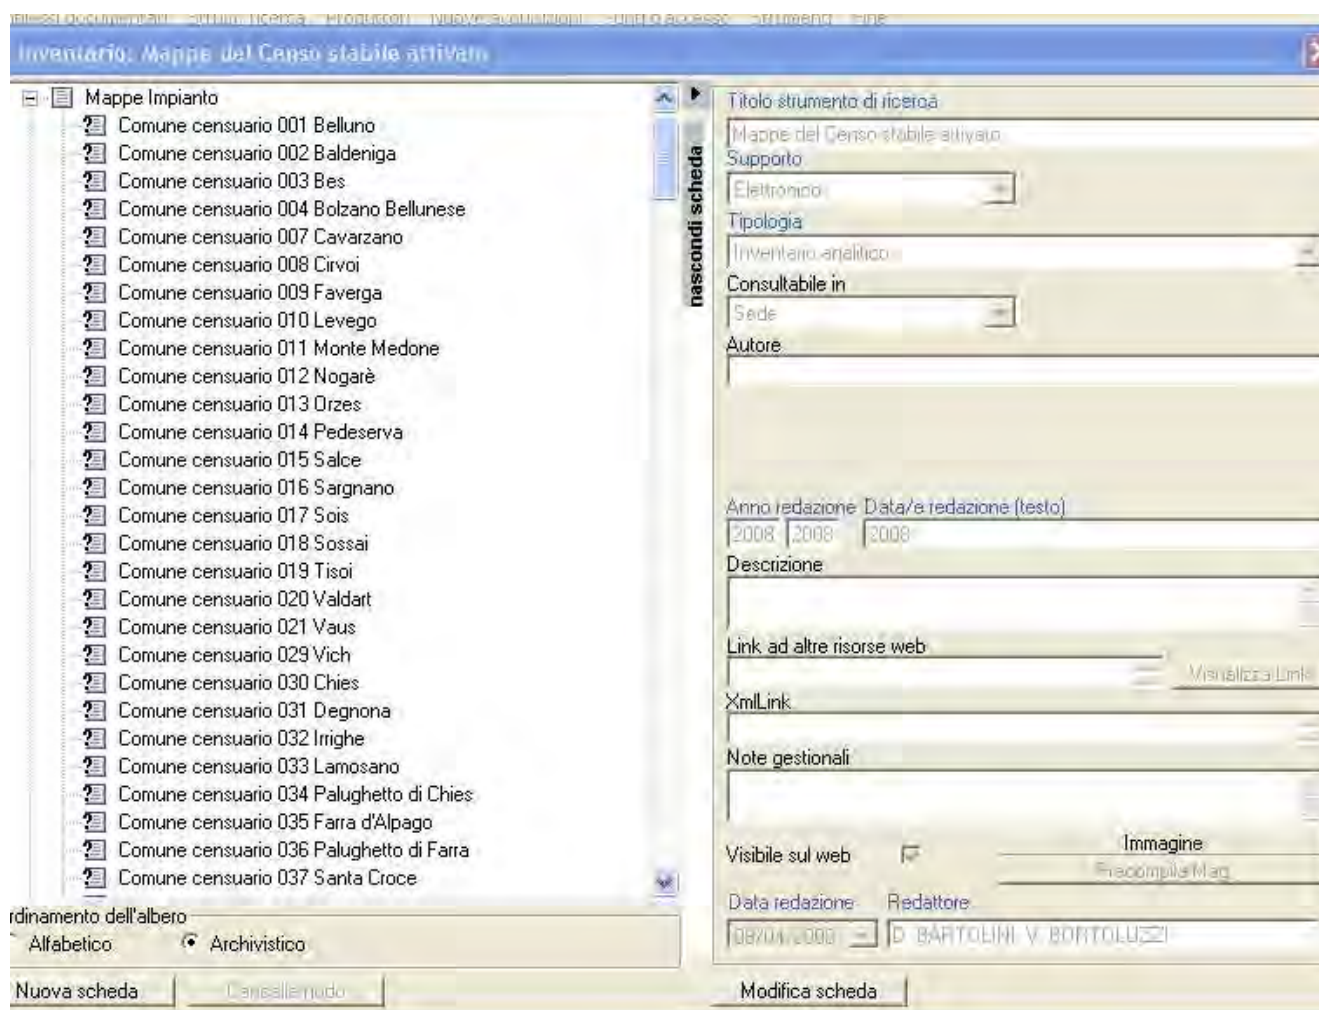 Inventario: Mappe del Censo stabile attivato
Mappe Impianto
Comune censuario 001 Belluno
Comune censuario 002 Baldeniga
Comune censuario 003 Bes
Comune censuario 004 Bolzano Bellunese
Comune censuario 007 Cavarzano
Comune censuario 008 Cirvoi
Comune censuario 009 Faverga
Comune censuario 010 Levego
Comune censuario 011 Monte Medone
Comune censuario 012 Nogarè
Comune censuario 013 Orzes
Comune censuario 014 Pedeserva
Comune censuario 015 Salce
Comune censuario 016 Sargnano
Comune censuario 017 Sois
Comune censuario 018 Sossai
Comune censuario 019 Tisoi
Comune censuario 020 Valdart
Comune censuario 021 Vaus
Comune censuario 029 Vich
Comune censuario 030 Chies
Comune censuario 031 Degnona
Comune censuario 032 Irrighe
Comune censuario 033 Lamosano
Comune censuario 034 Palughetto di Chies
Comune censuario 035 Farra d'Alpago
Comune censuario 036 Palughetto di Farra
Comune censuario 037 Santa Croce
rdinamento dell'albero
Alfabetico Archivistico
Nuova scheda Cancella nodo
nascondi scheda
Titolo strumento di ricerca
Mappe del Censo stabile attivato
Supporto
Elettronico
Tipologia
Inventario analitico
Consultabile in
Sede
Autore
Anno redazione Data/e redazione (testo)
2008 2008 2008
Descrizione
Link ad altre risorse web
Visualizza Link
XmlLink
Note gestionali
Visibile sul web
Immagine
Precompila Mag
Data redazione Redattore
D. BARTOLINI, V. BORTOLUZZI
Modifica scheda